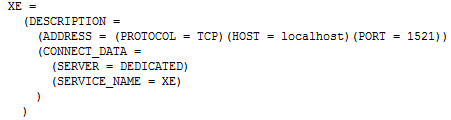 XE =
  (DESCRIPTION =
    (ADDRESS = (PROTOCOL = TCP)(HOST = localhost)(PORT = 1521))
    (CONNECT_DATA =
      (SERVER = DEDICATED)
      (SERVICE_NAME = XE)
    )
  )